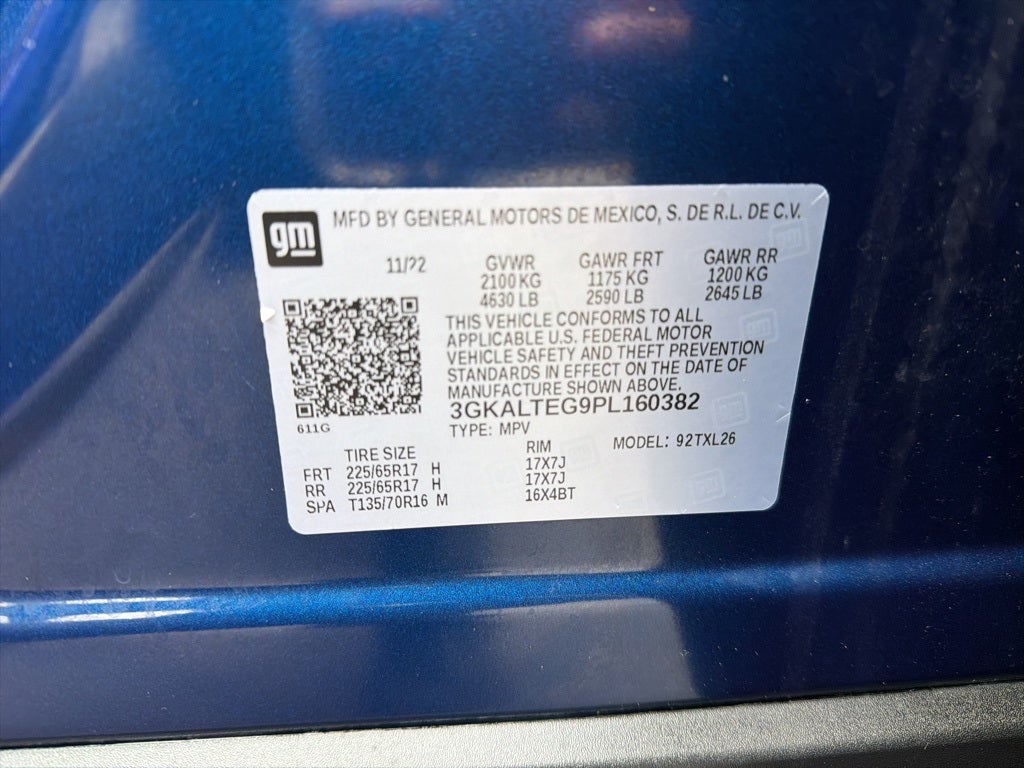 gm
MFD BY GENERAL MOTORS DE MEXICO, S. DE R.L. DE C.V.
11/22 GVWR GAWR FRT GAWR RR
2100 KG 1175 KG 1200 KG
4630 LB 2590 LB 2645 LB
THIS VEHICLE CONFORMS TO ALL
APPLICABLE U.S. FEDERAL MOTOR
VEHICLE SAFETY AND THEFT PREVENTION
STANDARDS IN EFFECT ON THE DATE OF
MANUFACTURE SHOWN ABOVE.
3GKALTEG9PL160382
611G
TYPE: MPV MODEL: 92TXL26
TIRE SIZE RIM
FRT 225/65R17 H 17X7J
RR 225/65R17 H 17X7J
SPA T135/70R16 M 16X4BT